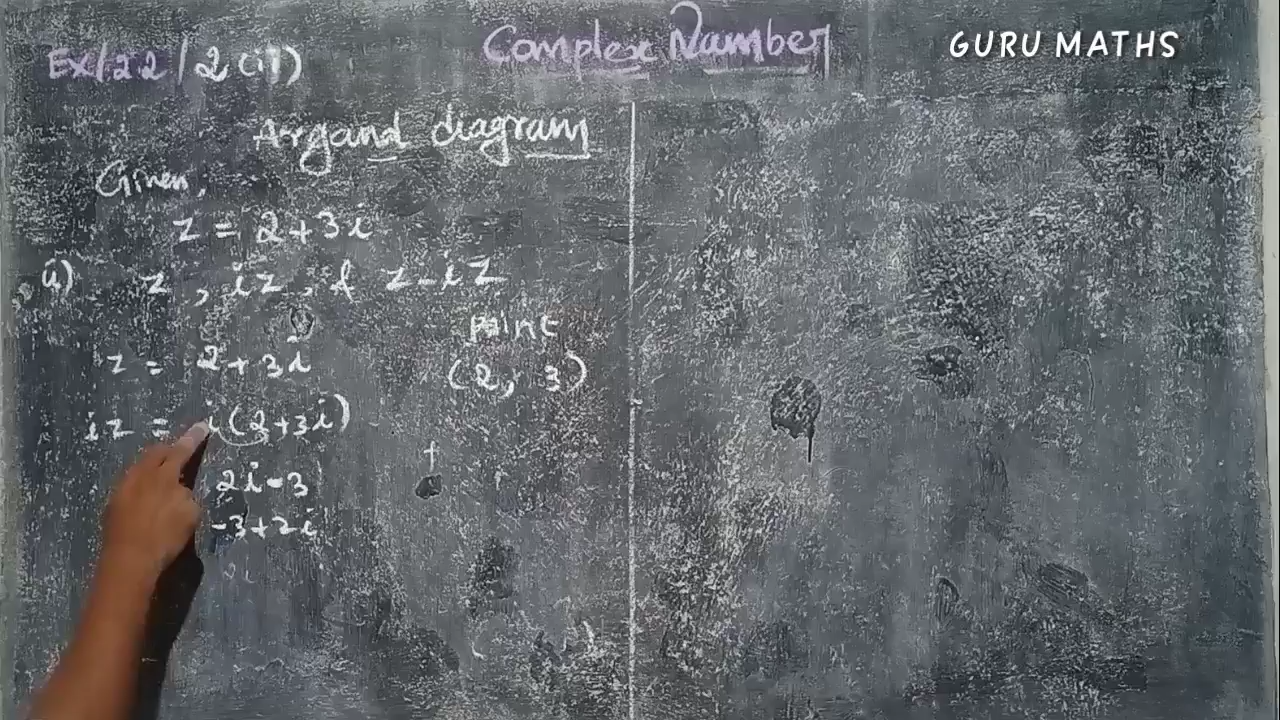 Complex Number
GURU MATHS
Ex/2.2/2(ii)
Argand diagram
Given,
z = 2+3i
ii) z, iz, & z-iz
Point
z = 2+3i (2, 3)
iz = i(2+3i)
2i-3
-3+2i
2i